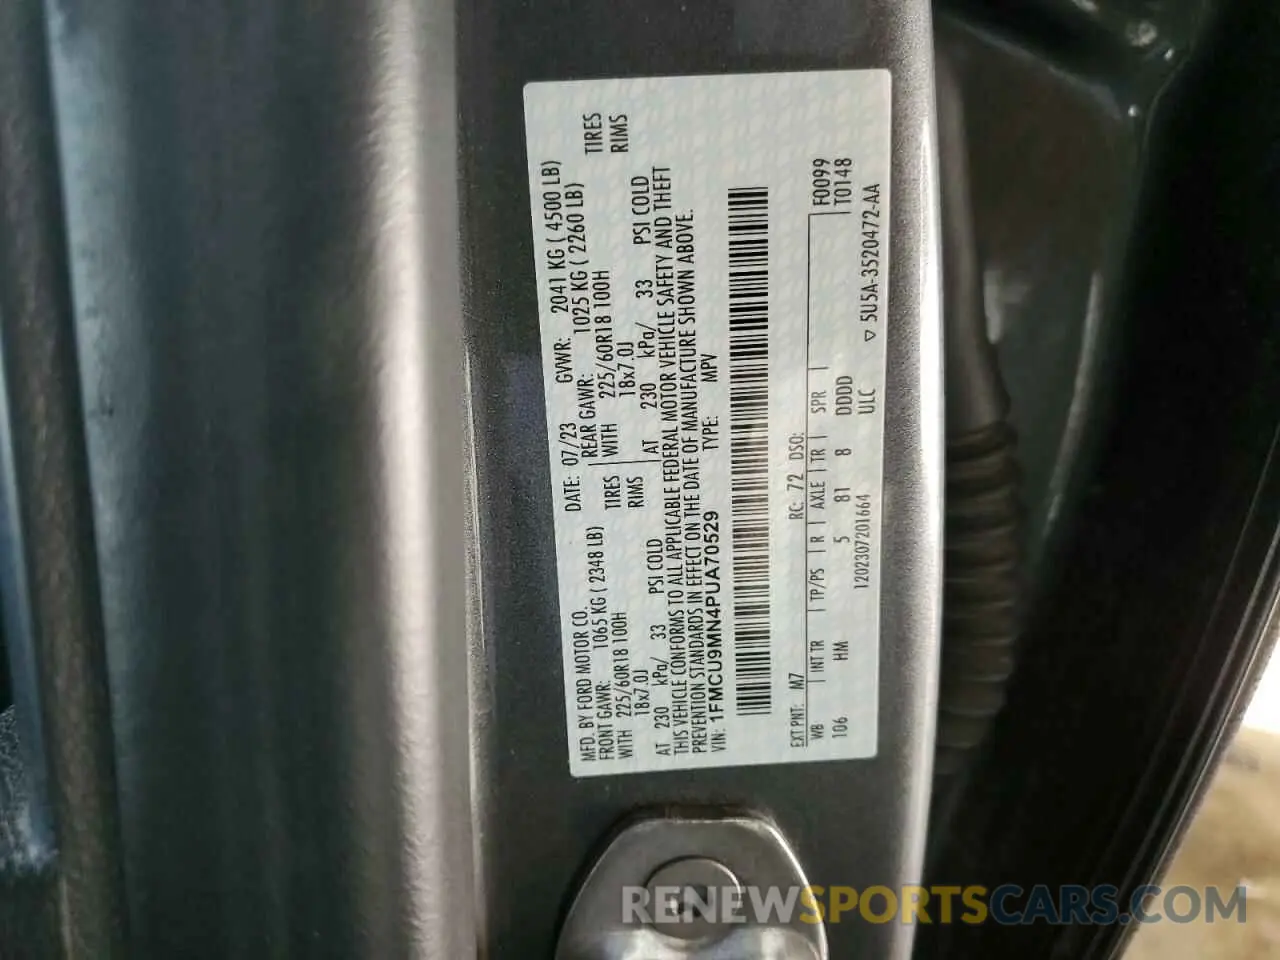 MFD. BY FORD MOTOR CO.
DATE: 07/23 GVWR: 2041 KG ( 4500 LB)
FRONT GAWR: 1065 KG ( 2348 LB) REAR GAWR: 1025 KG ( 2260 LB)
WITH 225/60R18 100H TIRES WITH 225/60R18 100H TIRES
18x7.0J RIMS 18x7.0J RIMS
AT 230 kPa/ 33 PSI COLD AT 230 kPa/ 33 PSI COLD
THIS VEHICLE CONFORMS TO ALL APPLICABLE FEDERAL MOTOR VEHICLE SAFETY AND THEFT
PREVENTION STANDARDS IN EFFECT ON THE DATE OF MANUFACTURE SHOWN ABOVE.
VIN: 1FMCU9MN4PUA70529 TYPE: MPV
EXT PNT: M7 RC: 72 DSO:
WB INT TR TP/PS R AXLE TR SPR F0099
106 HM 5 81 8 DDDD T0148
120230720​1664 ULC ▽ 5U5A-3520472-AA
RENEWSPORTSCARS.COM